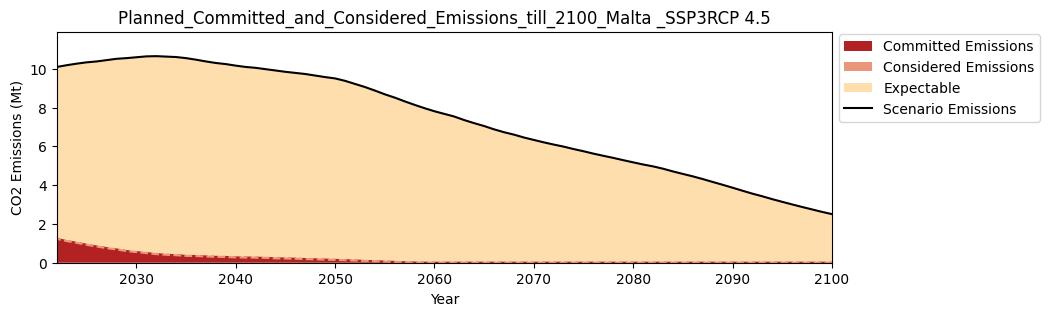 Planned_Committed_and_Considered_Emissions_till_2100_Malta _SSP3RCP 4.5
Committed Emissions
Considered Emissions
Expectable
Scenario Emissions
CO2 Emissions (Mt)
10
8
6
4
2
0
2030 2040 2050 2060 2070 2080 2090 2100
Year